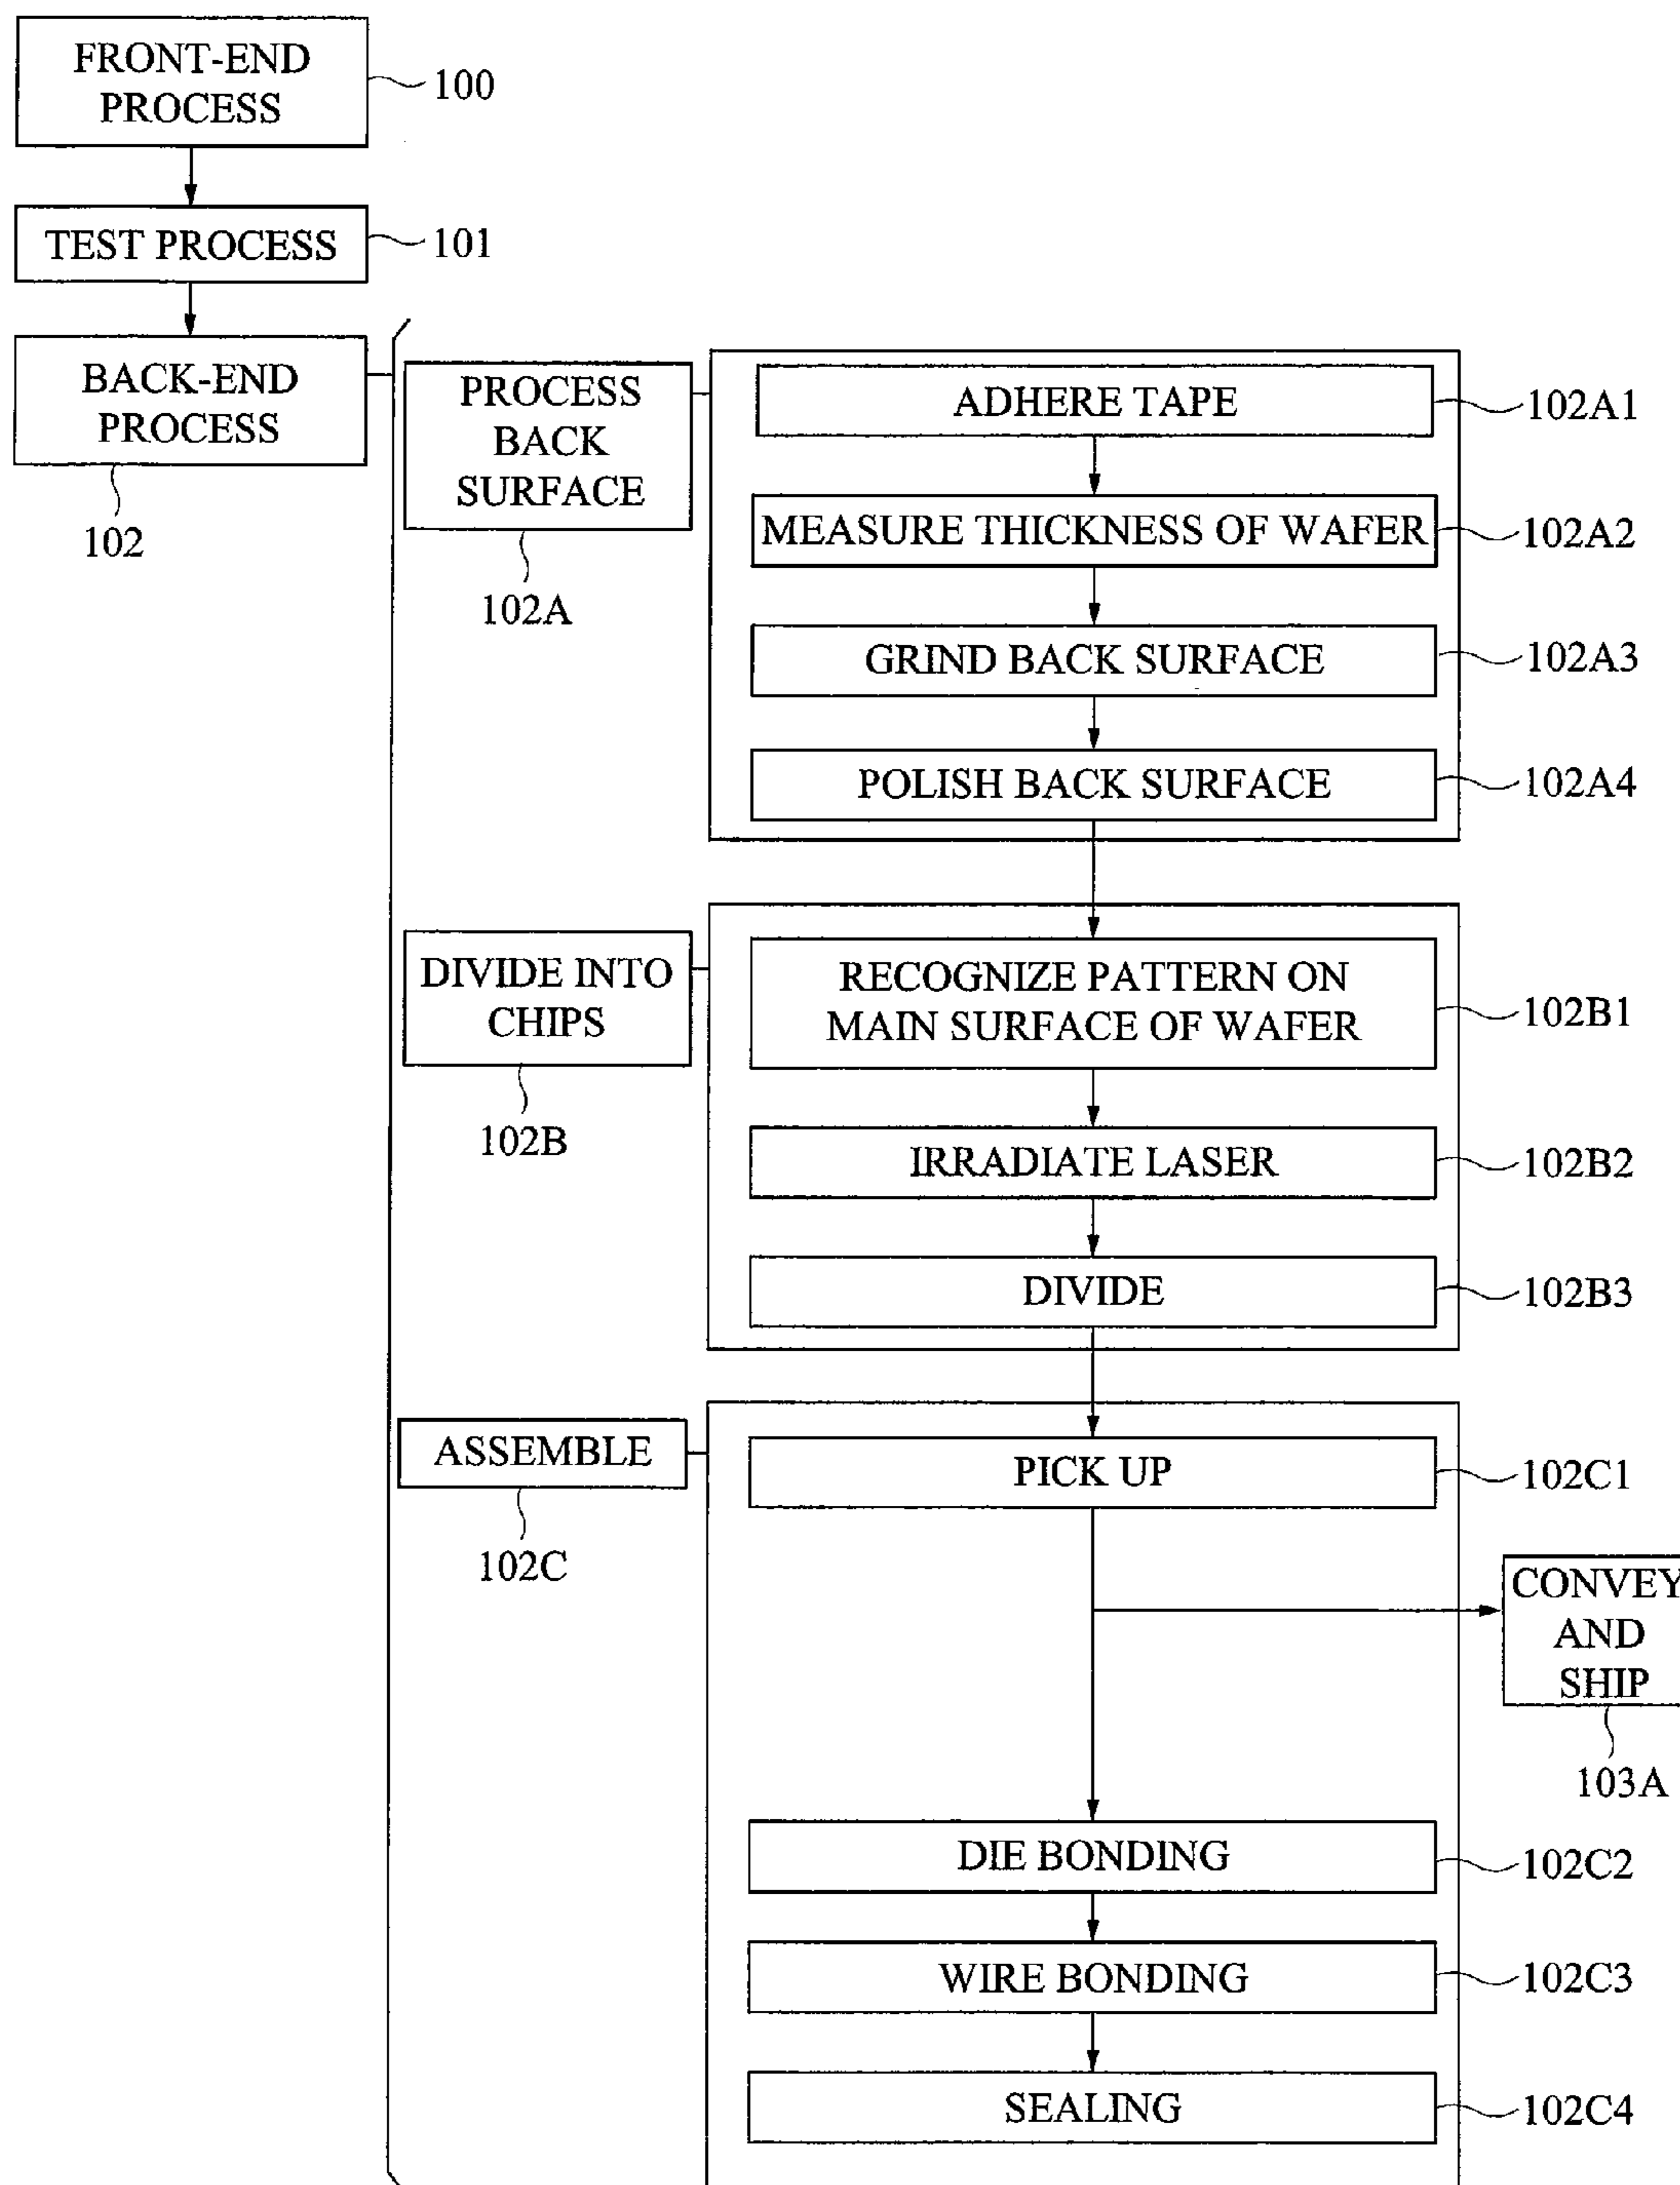 FRONT-END
PROCESS
100
TEST PROCESS
101
BACK-END
PROCESS
102
PROCESS
BACK
SURFACE
102A
ADHERE TAPE
102A1
MEASURE THICKNESS OF WAFER
102A2
GRIND BACK SURFACE
102A3
POLISH BACK SURFACE
102A4
DIVIDE INTO
CHIPS
102B
RECOGNIZE PATTERN ON
MAIN SURFACE OF WAFER
102B1
IRRADIATE LASER
102B2
DIVIDE
102B3
ASSEMBLE
102C
PICK UP
102C1
CONVEY
AND
SHIP
103A
DIE BONDING
102C2
WIRE BONDING
102C3
SEALING
102C4